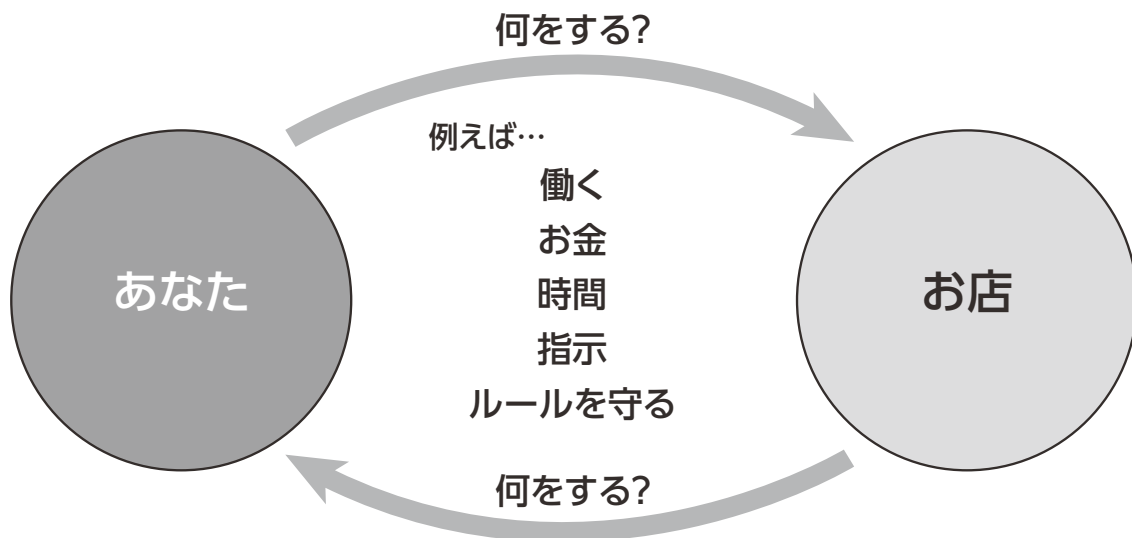 何をする?
例えば…
働く
お金
時間
指示
ルールを守る
あなた
お店
何をする?